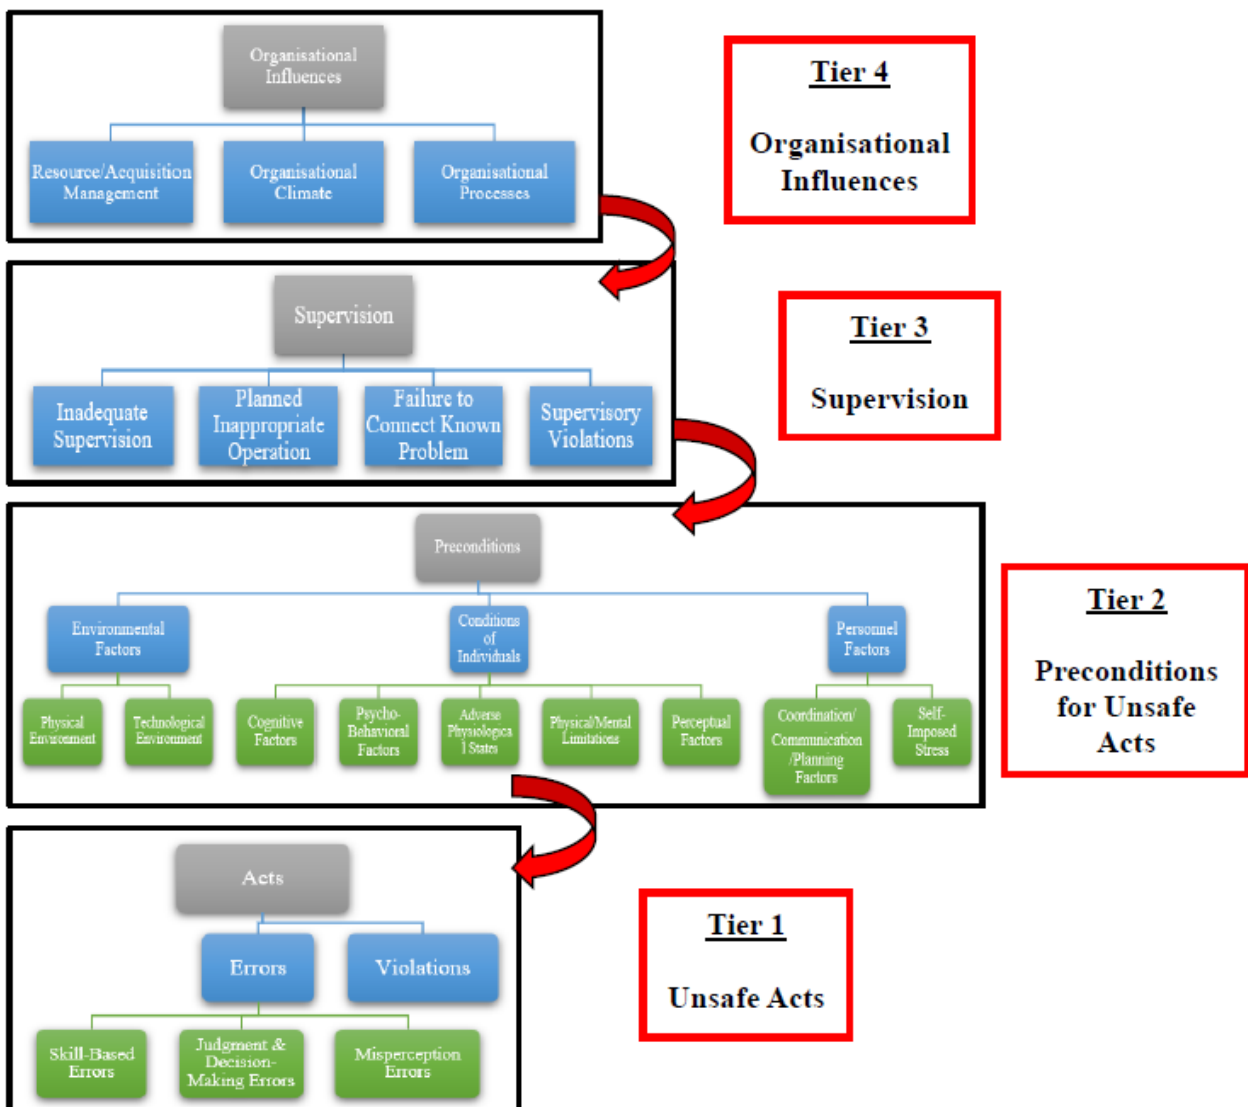 Organisational
Influences
Resource/Acquisition
Management
Organisational
Climate
Organisational
Processes
Tier 4
Organisational
Influences
Supervision
Inadequate
Supervision
Planned
Inappropriate
Operation
Failure to
Connect Known
Problem
Supervisory
Violations
Tier 3
Supervision
Preconditions
Environmental
Factors
Conditions
of
Individuals
Personnel
Factors
Physical
Environment
Technological
Environment
Cognitive
Factors
Psycho-
Behavioral
Factors
Adverse
Physiologica
l States
Physical/Mental
Limitations
Perceptual
Factors
Coordination/
Communication
/Planning
Factors
Self-
Imposed
Stress
Tier 2
Preconditions
for Unsafe
Acts
Acts
Errors
Violations
Skill-Based
Errors
Judgment &
Decision-
Making Errors
Misperception
Errors
Tier 1
Unsafe Acts